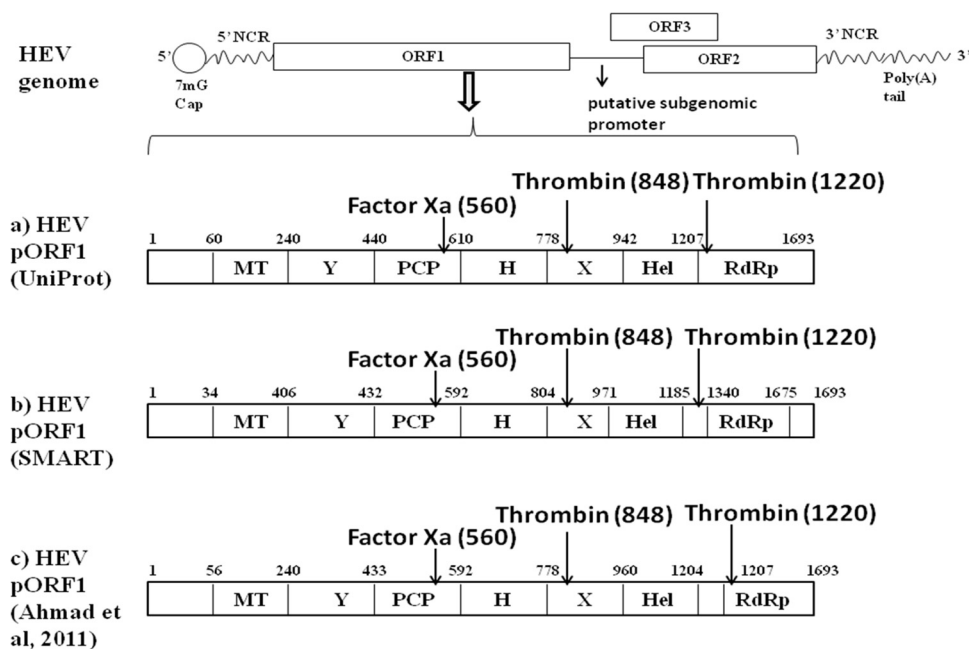 HEV
genome
5’
7mG
Cap
5’NCR
ORF1
ORF3
ORF2
3’NCR
Poly(A)
tail
3’
putative subgenomic
promoter
a) HEV
pORF1
(UniProt)
Factor Xa (560)
Thrombin (848) Thrombin (1220)
1 60 240 440 610 778 942 1207 1693
MT Y PCP H X Hel RdRp
b) HEV
pORF1
(SMART)
Factor Xa (560)
Thrombin (848) Thrombin (1220)
1 34 406 432 592 804 971 1185 1340 1675 1693
MT Y PCP H X Hel RdRp
c) HEV
pORF1
(Ahmad et
al, 2011)
Factor Xa (560)
Thrombin (848) Thrombin (1220)
1 56 240 433 592 778 960 1204 1207 1693
MT Y PCP H X Hel RdRp